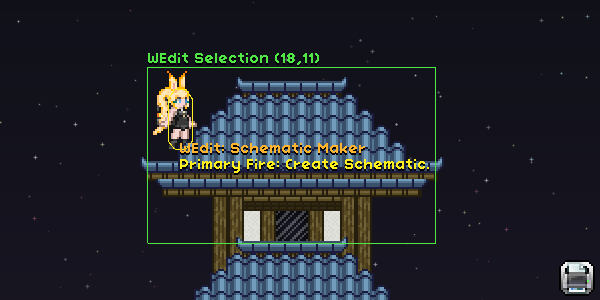 WEdit Selection (18,11)
WEdit: Schematic Maker
Primary Fire: Create Schematic.